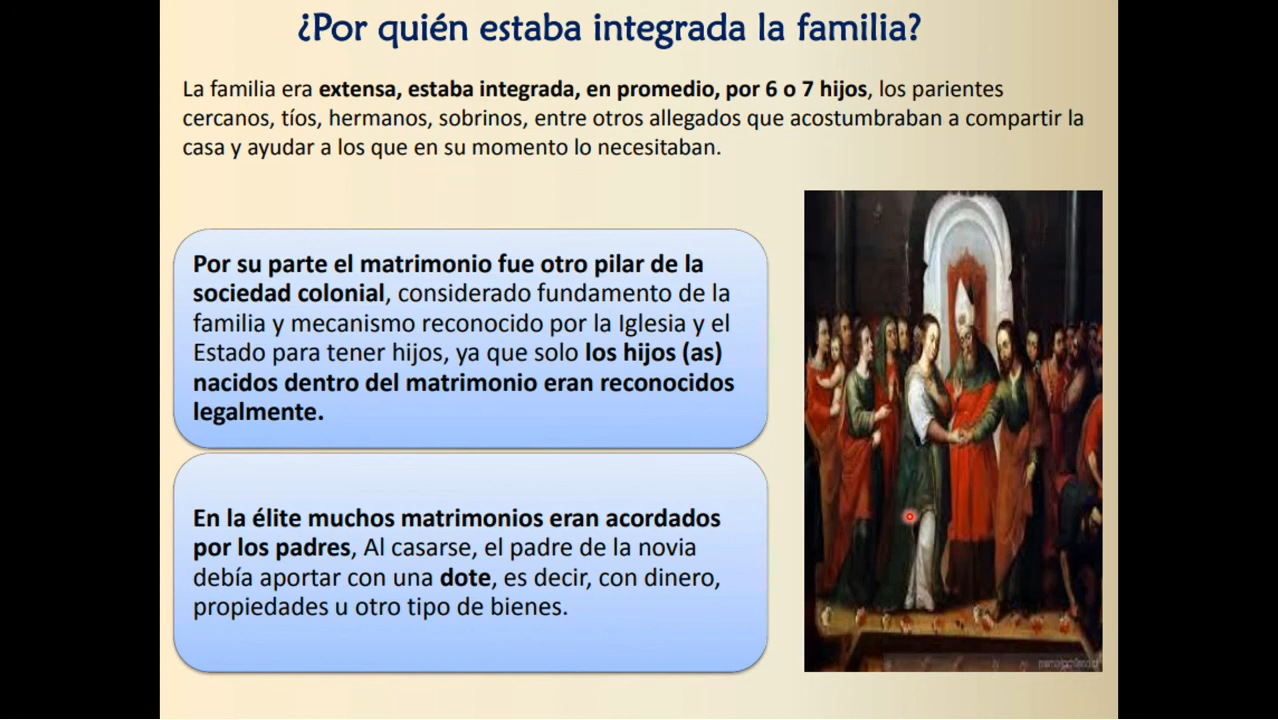 ¿Por quién estaba integrada la familia?
La familia era extensa, estaba integrada, en promedio, por 6 o 7 hijos, los parientes
cercanos, tíos, hermanos, sobrinos, entre otros allegados que acostumbraban a compartir la
casa y ayudar a los que en su momento lo necesitaban.
Por su parte el matrimonio fue otro pilar de la
sociedad colonial, considerado fundamento de la
familia y mecanismo reconocido por la Iglesia y el
Estado para tener hijos, ya que solo los hijos (as)
nacidos dentro del matrimonio eran reconocidos
legalmente.
En la élite muchos matrimonios eran acordados
por los padres, Al casarse, el padre de la novia
debía aportar con una dote, es decir, con dinero,
propiedades u otro tipo de bienes.